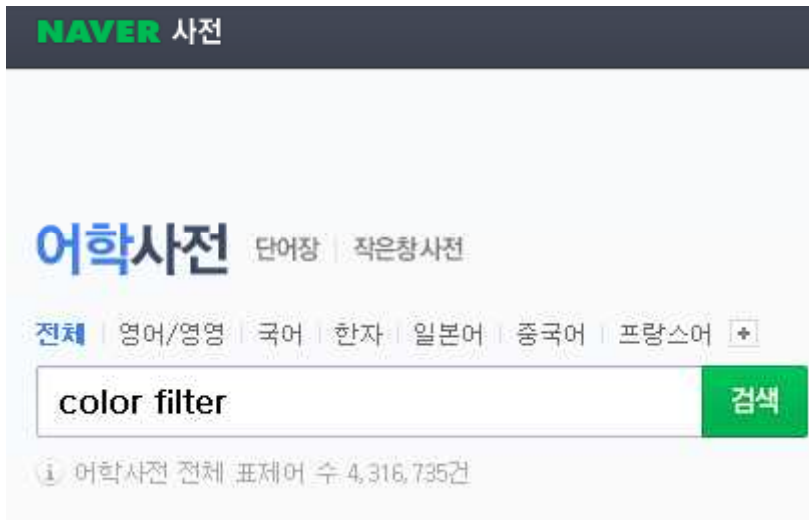 NAVER 사전
어학사전 단어장 작은창사전
전체 영어/영영 국어 한자 일본어 중국어 프랑스어 +
color filter 검색
i 어학사전 전체 표제어 수 4,316,735건